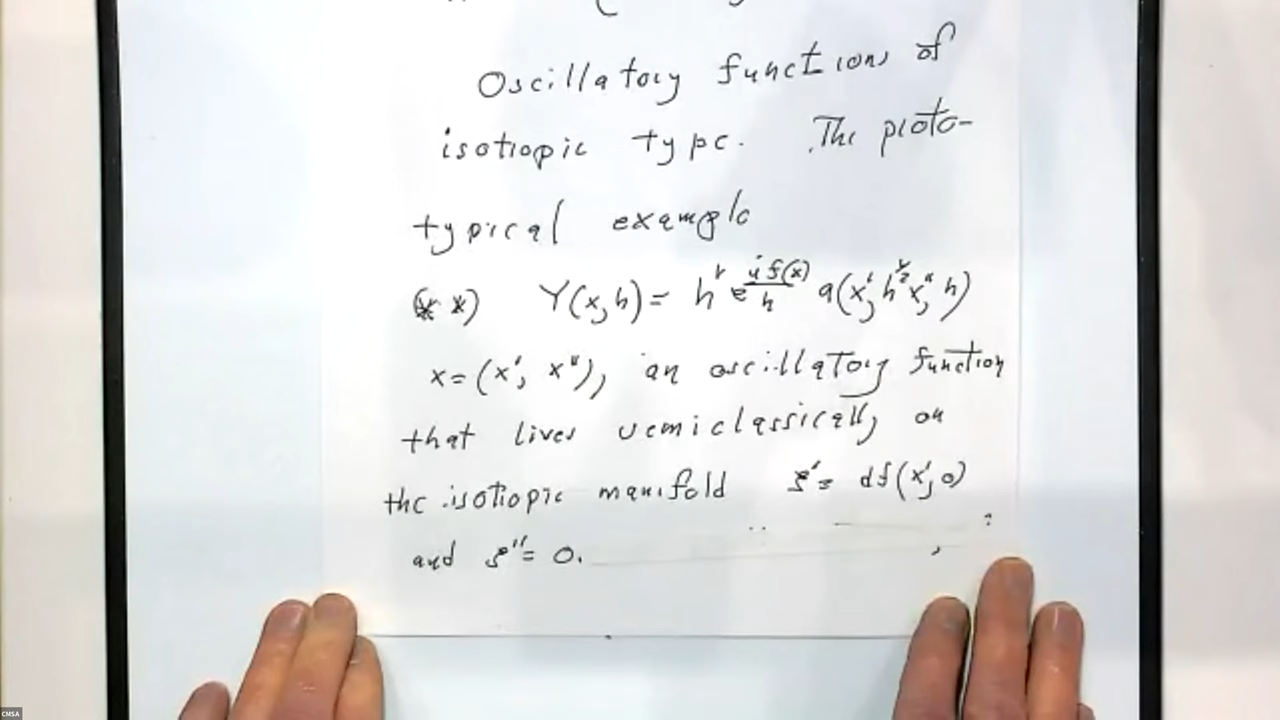 Oscillatory functions of
isotropic type. The proto-
typical example
(**) Υ(x,h) = h^r e^{i f(x)/h} a(x', h^{1/2} x'', h)
x = (x', x''), an oscillatory function
that lives semiclassically on
the isotropic manifold ξ' = df(x', 0)
and ξ'' = 0.
CMSA